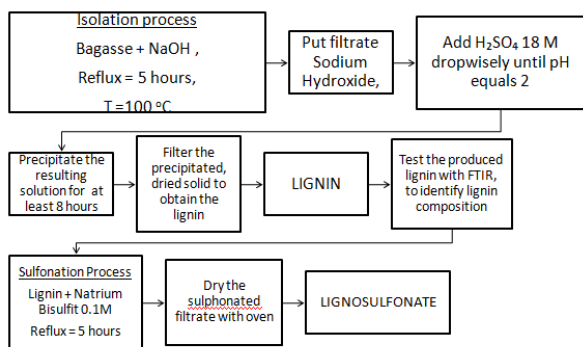 Isolation process
Bagasse + NaOH ,
Reflux = 5 hours,
T =100 °C
Put filtrate
Sodium
Hydroxide,
Add H₂SO₄ 18 M
dropwisely until pH
equals 2
Precipitate the
resulting
solution for at
least 8 hours
Filter the
precipitated,
dried solid to
obtain the
lignin
LIGNIN
Test the produced
lignin with FTIR,
to identify lignin
composition
Sulfonation Process
Lignin + Natrium
Bisulfit 0.1M
Reflux = 5 hours
Dry the
sulphonated
filtrate with oven
LIGNOSULFONATE